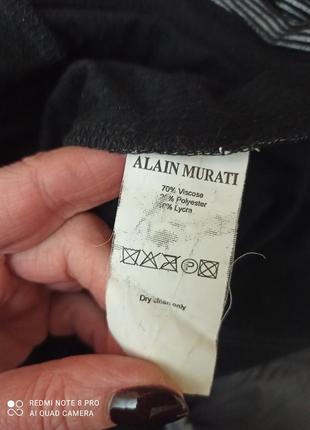 ALAIN MURATI
70% Viscose
Polyester
Lycra
P
Dry clean only
REDMI NOTE 8 PRO
AI QUAD CAMERA